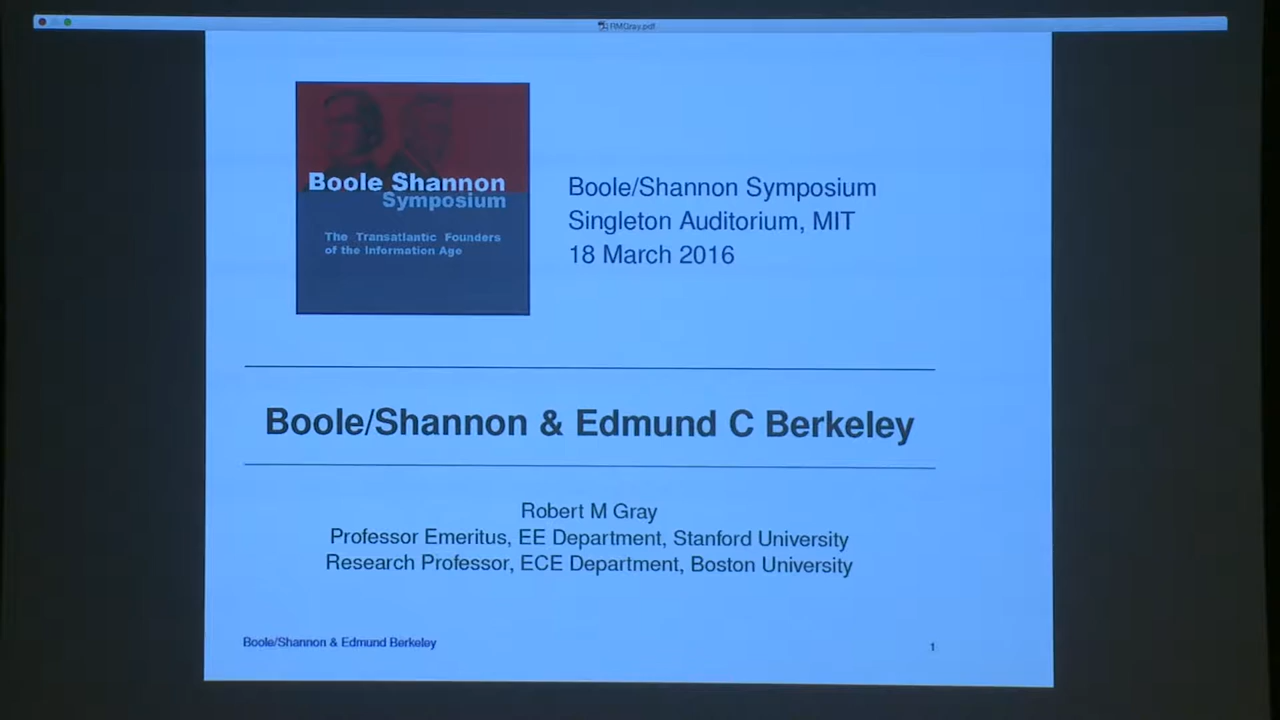 RMGray.pdf
Boole Shannon
Symposium
The Transatlantic Founders
of the Information Age
Boole/Shannon Symposium
Singleton Auditorium, MIT
18 March 2016
Boole/Shannon & Edmund C Berkeley
Robert M Gray
Professor Emeritus, EE Department, Stanford University
Research Professor, ECE Department, Boston University
Boole/Shannon & Edmund Berkeley
1